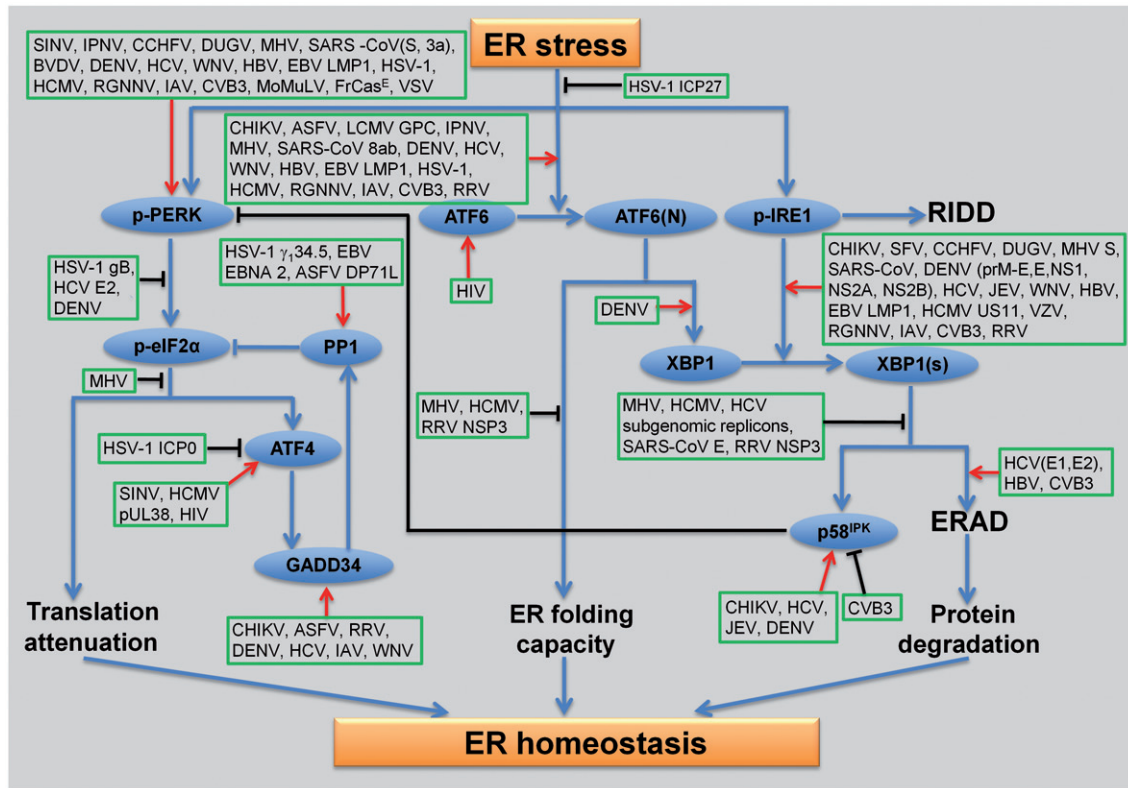 ER stress
SINV, IPNV, CCHFV, DUGV, MHV, SARS -CoV(S, 3a),
BVDV, DENV, HCV, WNV, HBV, EBV LMP1, HSV-1,
HCMV, RGNNV, IAV, CVB3, MoMuLV, FrCasᴱ, VSV
HSV-1 ICP27
CHIKV, ASFV, LCMV GPC, IPNV,
MHV, SARS-CoV 8ab, DENV, HCV,
WNV, HBV, EBV LMP1, HSV-1,
HCMV, RGNNV, IAV, CVB3, RRV
p-PERK
ATF6
ATF6(N)
p-IRE1
RIDD
HSV-1 gB,
HCV E2,
DENV
HSV-1 γ₁34.5, EBV
EBNA 2, ASFV DP71L
HIV
DENV
CHIKV, SFV, CCHFV, DUGV, MHV S,
SARS-CoV, DENV (prM-E,E,NS1,
NS2A, NS2B), HCV, JEV, WNV, HBV,
EBV LMP1, HCMV US11, VZV,
RGNNV, IAV, CVB3, RRV
p-eIF2α
PP1
XBP1
XBP1(s)
MHV
MHV, HCMV,
RRV NSP3
MHV, HCMV, HCV
subgenomic replicons,
SARS-CoV E, RRV NSP3
HSV-1 ICP0
ATF4
HCV(E1,E2),
HBV, CVB3
SINV, HCMV
pUL38, HIV
p58ᴵᴾᴷ
ERAD
GADD34
CHIKV, HCV,
JEV, DENV
CVB3
Translation
attenuation
CHIKV, ASFV, RRV,
DENV, HCV, IAV, WNV
ER folding
capacity
Protein
degradation
ER homeostasis